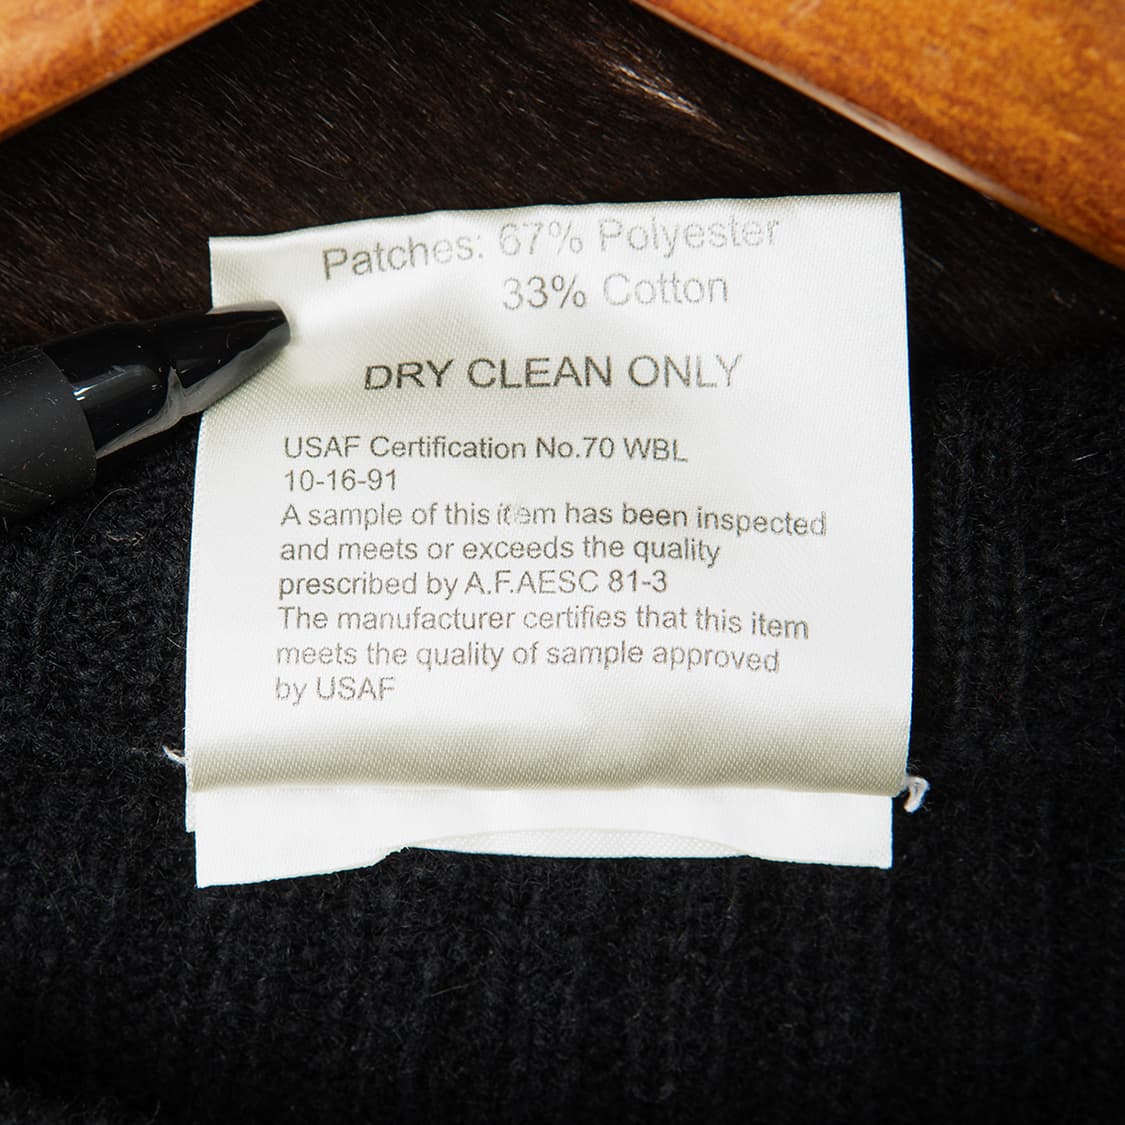 Patches: 67% Polyester
33% Cotton
DRY CLEAN ONLY
USAF Certification No.70 WBL
10-16-91
A sample of this item has been inspected
and meets or exceeds the quality
prescribed by A.F.AESC 81-3
The manufacturer certifies that this item
meets the quality of sample approved
by USAF